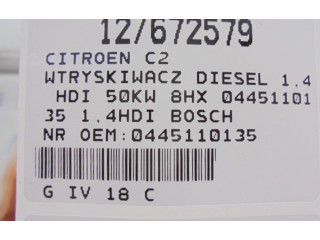 12/672579
CITROEN C2
WTRYSKIWACZ DIESEL 1,4
HDI 50KW 8HX 04451101
35 1,4HDI BOSCH
NR OEM:0445110135
G IV 18 C